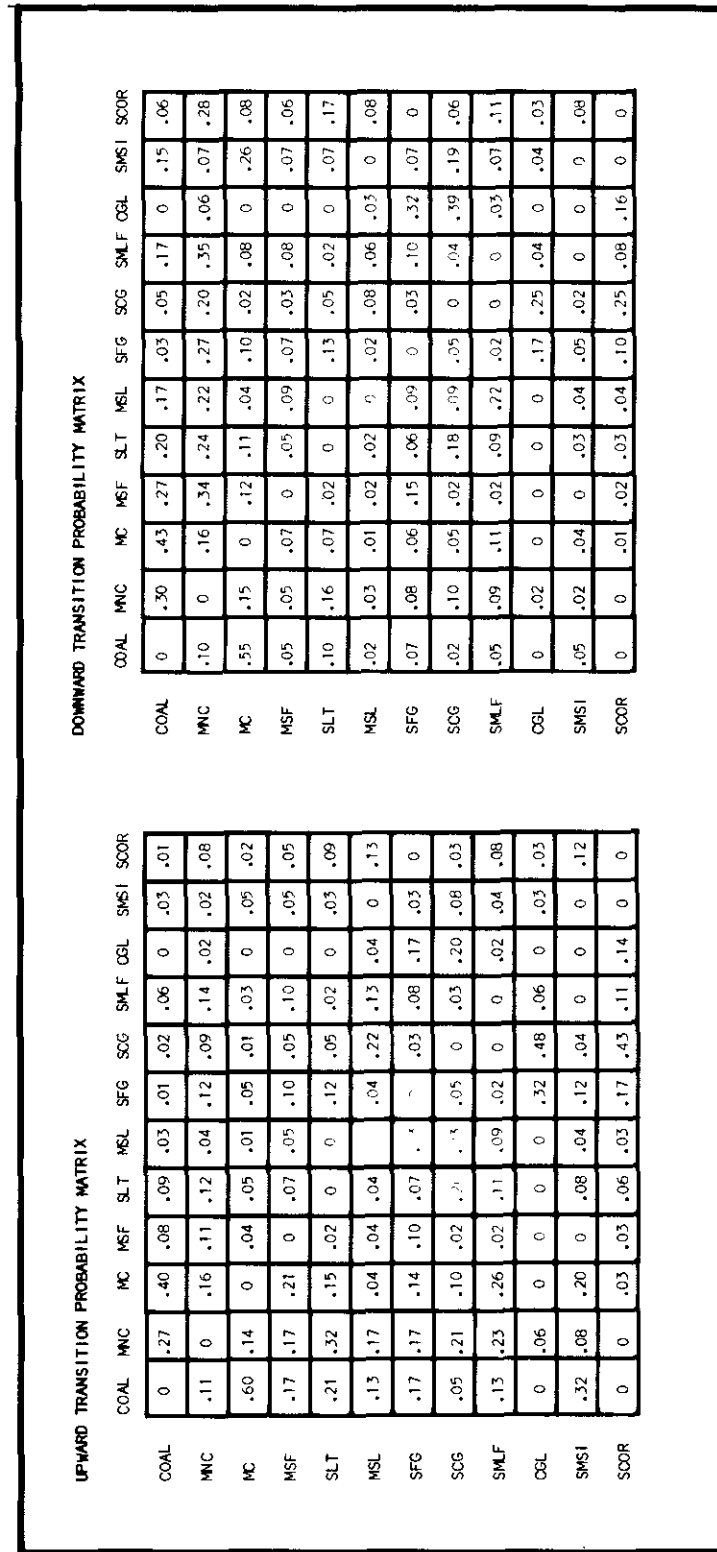 UPWARD TRANSITION PROBABILITY MATRIX
COAL MNC MC MSF SLT MSL SFG SCG SMLF CGL SMSI SCOR
COAL 0 .27 .40 .08 .09 .03 .01 .02 .06 0 .03 .01
MNC .11 0 .16 .11 .12 .04 .12 .09 .14 .02 .02 .08
MC .60 .14 0 .04 .05 .01 .05 .01 .03 0 .05 .02
MSF .17 .17 .21 0 .07 .05 .10 .05 .10 0 .05 .05
SLT .21 .32 .15 .02 0 0 .12 .05 .02 0 .03 .09
MSL .13 .17 .04 .04 .04 .04 .22 .13 .04 0 .13
SFG .17 .17 .14 .10 .07 .03 .08 .17 .03 0
SCG .05 .21 .10 .02 .05 0 .03 .20 .08 .03
SMLF .13 .23 .26 .02 .11 .09 .02 0 0 .02 .04 .08
CGL 0 .06 0 0 0 0 .32 .48 .06 0 .03 .03
SMSI .32 .08 .20 0 .08 .04 .12 .04 0 0 0 .12
SCOR 0 0 .03 .03 .06 .03 .17 .43 .11 .14 0 0
DOWNWARD TRANSITION PROBABILITY MATRIX
COAL MNC MC MSF SLT MSL SFG SCG SMLF CGL SMSI SCOR
COAL 0 .30 .43 .27 .20 .17 .03 .05 .17 0 .15 .06
MNC .10 0 .16 .34 .24 .22 .27 .20 .35 .06 .07 .28
MC .55 .15 0 .12 .11 .04 .10 .02 .08 0 .26 .08
MSF .05 .05 .07 0 .05 .09 .07 .03 .08 0 .07 .06
SLT .10 .16 .07 .02 0 0 .13 .05 .02 0 .07 .17
MSL .02 .03 .01 .02 .02 0 .02 .08 .06 .03 0 .08
SFG .07 .08 .06 .15 .06 .09 0 .03 .10 .32 .07 0
SCG .02 .10 .05 .02 .18 .09 .05 0 .04 .39 .19 .06
SMLF .05 .09 .11 .02 .09 .22 .02 0 0 .03 .07 .11
CGL 0 .02 0 0 0 0 .17 .25 .04 0 .04 .03
SMSI .05 .02 .04 0 .03 .04 .05 .02 0 0 0 .08
SCOR 0 0 .01 .02 .03 .04 .10 .25 .08 .16 0 0